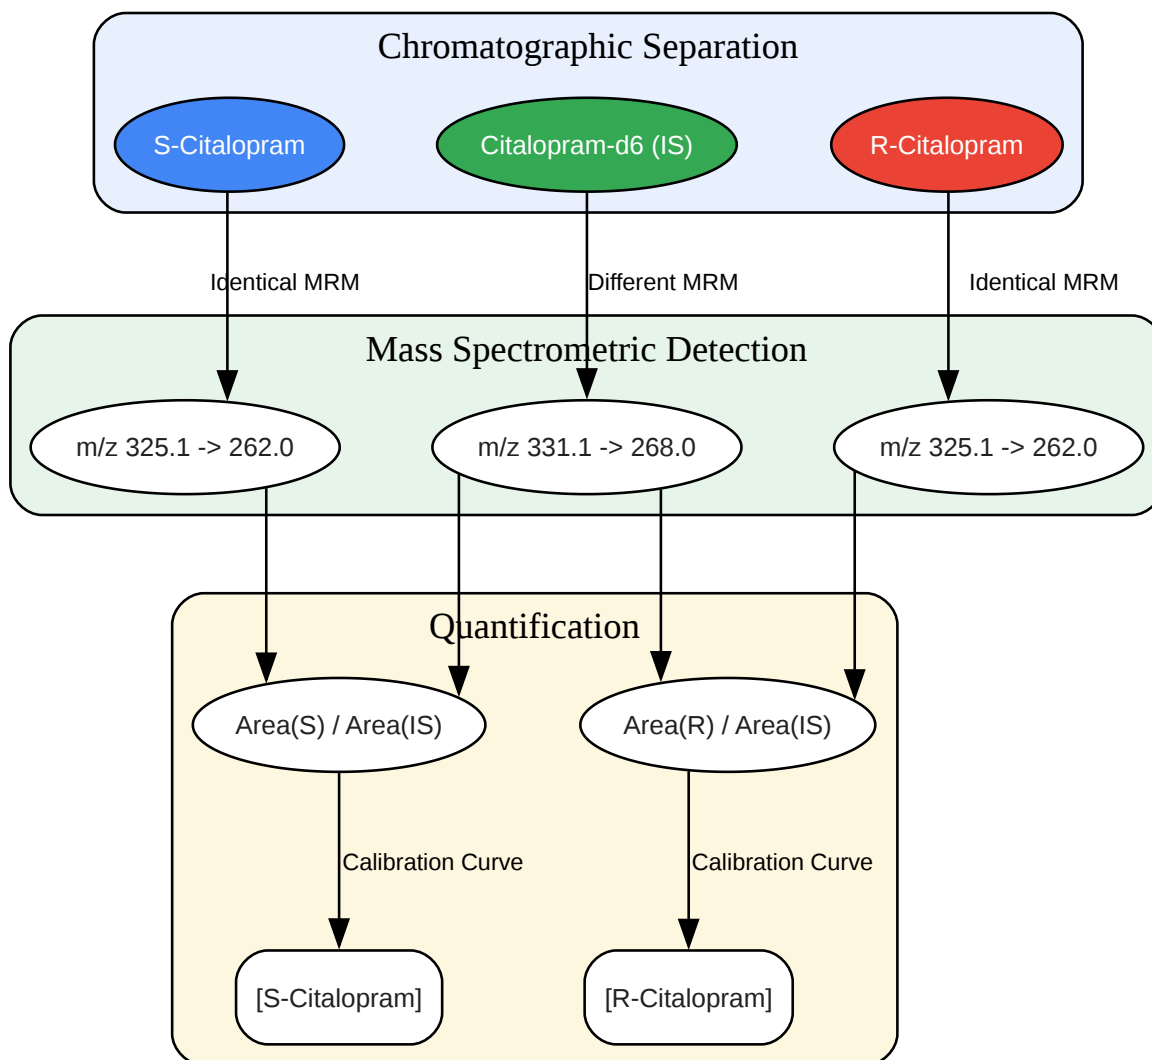 Chromatographic Separation
S-Citalopram
Citalopram-d6 (IS)
R-Citalopram
Identical MRM
Different MRM
Identical MRM
Mass Spectrometric Detection
m/z 325.1 -> 262.0
m/z 331.1 -> 268.0
m/z 325.1 -> 262.0
Quantification
Area(S) / Area(IS)
Area(R) / Area(IS)
Calibration Curve
Calibration Curve
[S-Citalopram]
[R-Citalopram]